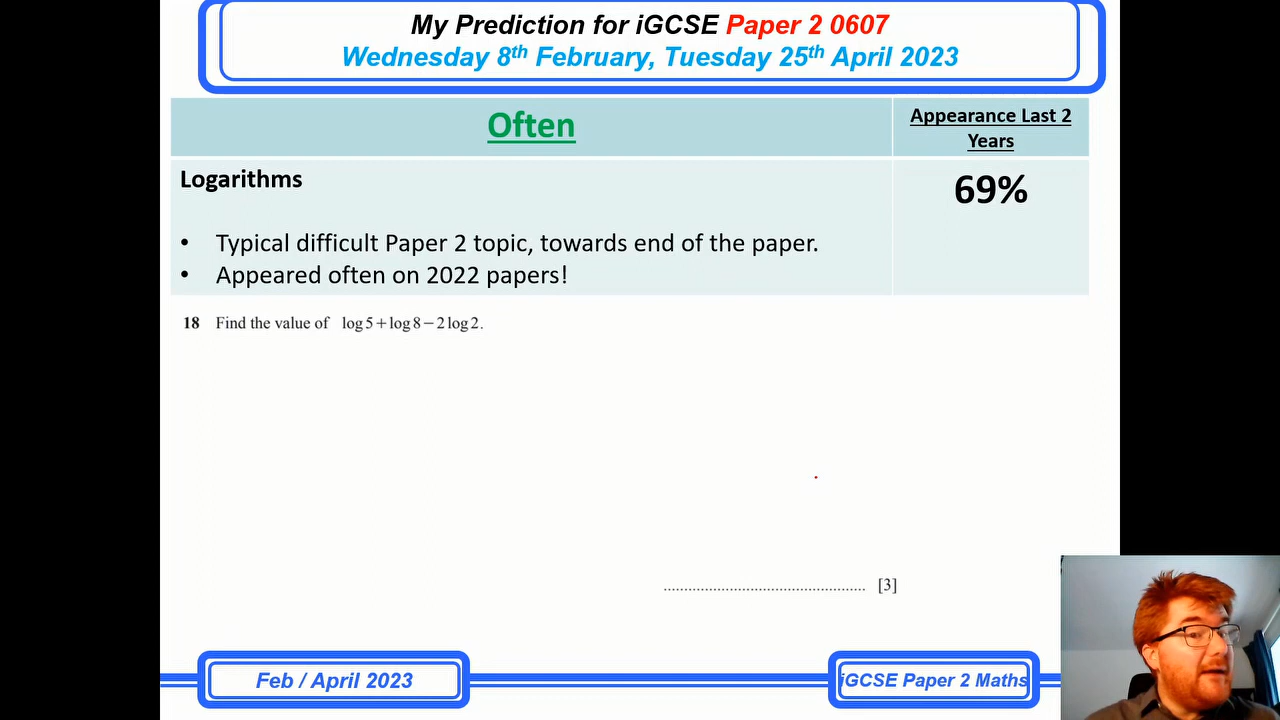 My Prediction for iGCSE Paper 2 0607
Wednesday 8th February, Tuesday 25th April 2023
Often
Appearance Last 2
Years
Logarithms
69%
• Typical difficult Paper 2 topic, towards end of the paper.
• Appeared often on 2022 papers!
18 Find the value of log 5 + log 8 − 2 log 2.
................................................. [3]
Feb / April 2023
iGCSE Paper 2 Maths